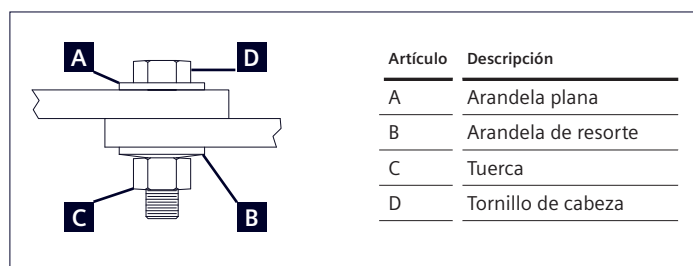 A
D
C
B
Artículo Descripción
A Arandela plana
B Arandela de resorte
C Tuerca
D Tornillo de cabeza